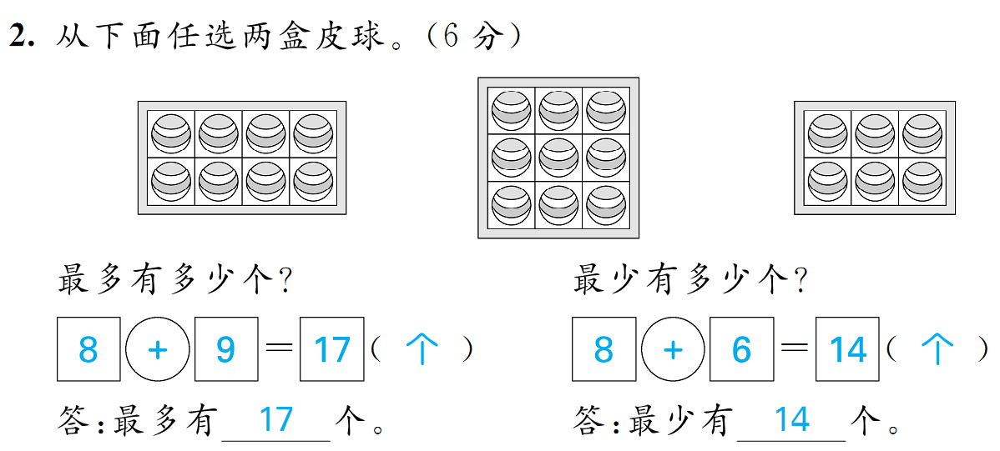 2. 从下面任选两盒皮球。（6 分）
最多有多少个？
8 + 9 = 17 （ 个 ）
答：最多有 17 个。
最少有多少个？
8 + 6 = 14 （ 个 ）
答：最少有 14 个。